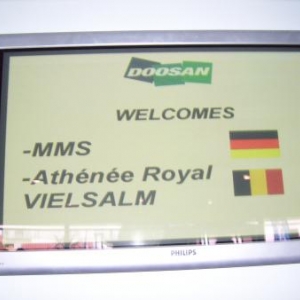 DOOSAN
WELCOMES
-MMS
-Athénée Royal
VIELSALM
PHILIPS